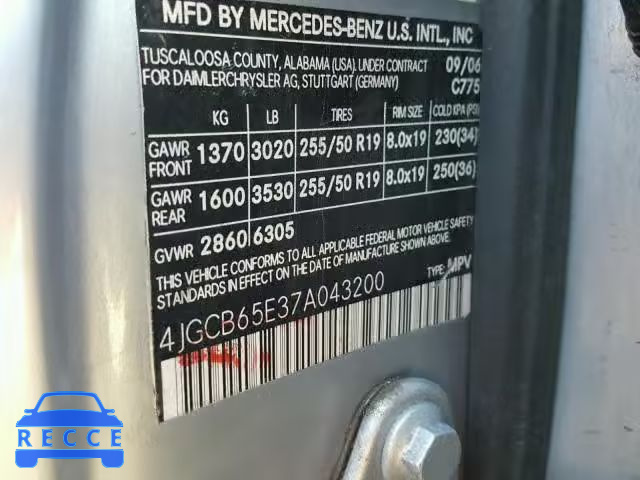 MFD BY MERCEDES-BENZ U.S. INTL., INC
TUSCALOOSA COUNTY, ALABAMA (USA). UNDER CONTRACT 09/06
FOR DAIMLERCHRYSLER AG, STUTTGART (GERMANY) C775
KG LB TIRES RIM SIZE COLD KPA (PSI)
GAWR FRONT 1370 3020 255/50 R19 8.0x19 230(34)
GAWR REAR 1600 3530 255/50 R19 8.0x19 250(36)
GVWR 2860 6305
THIS VEHICLE CONFORMS TO ALL APPLICABLE FEDERAL MOTOR VEHICLE SAFETY
STANDARDS IN EFFECT ON THE DATE OF MANUFACTURE SHOWN ABOVE.
TYPE: MPV
4JGCB65E37A043200
RECCE